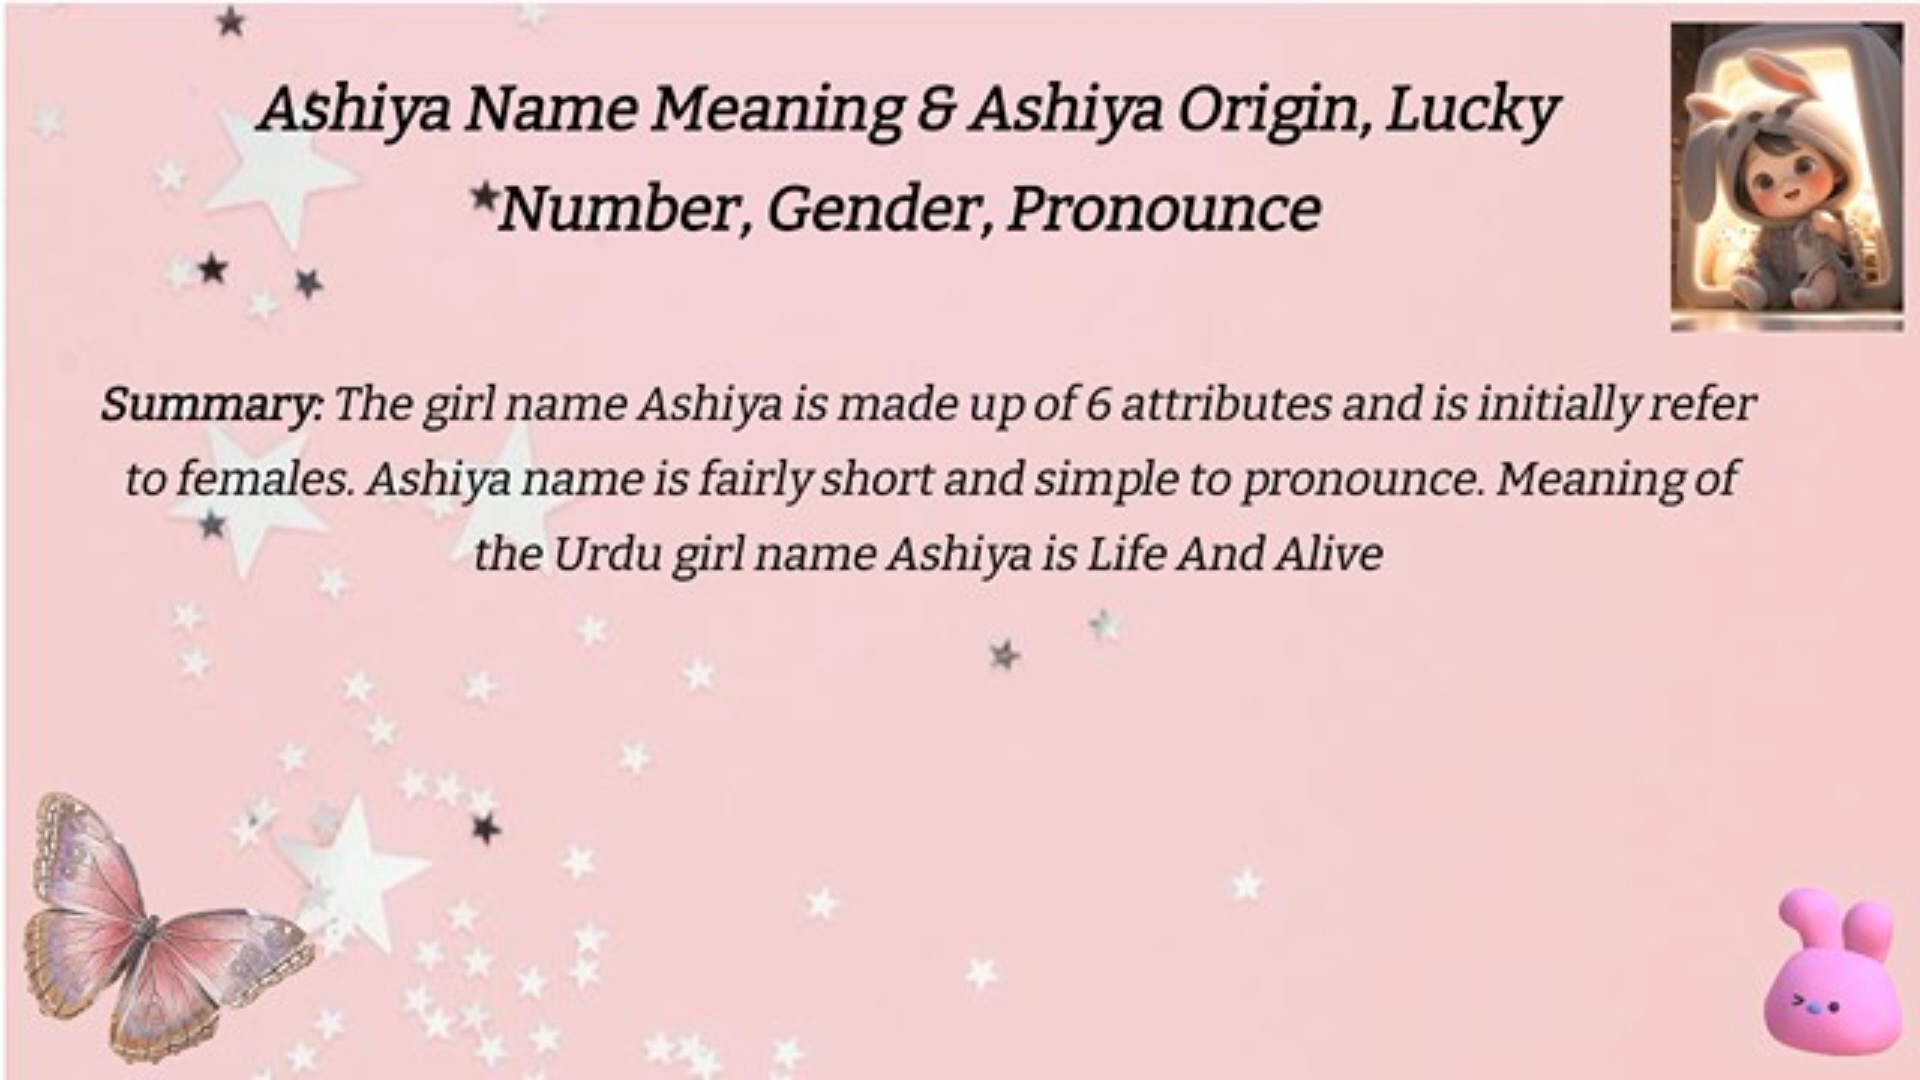 Ashiya Name Meaning & Ashiya Origin, Lucky
Number, Gender, Pronounce
Summary: The girl name Ashiya is made up of 6 attributes and is initially refer
to females. Ashiya name is fairly short and simple to pronounce. Meaning of
the Urdu girl name Ashiya is Life And Alive